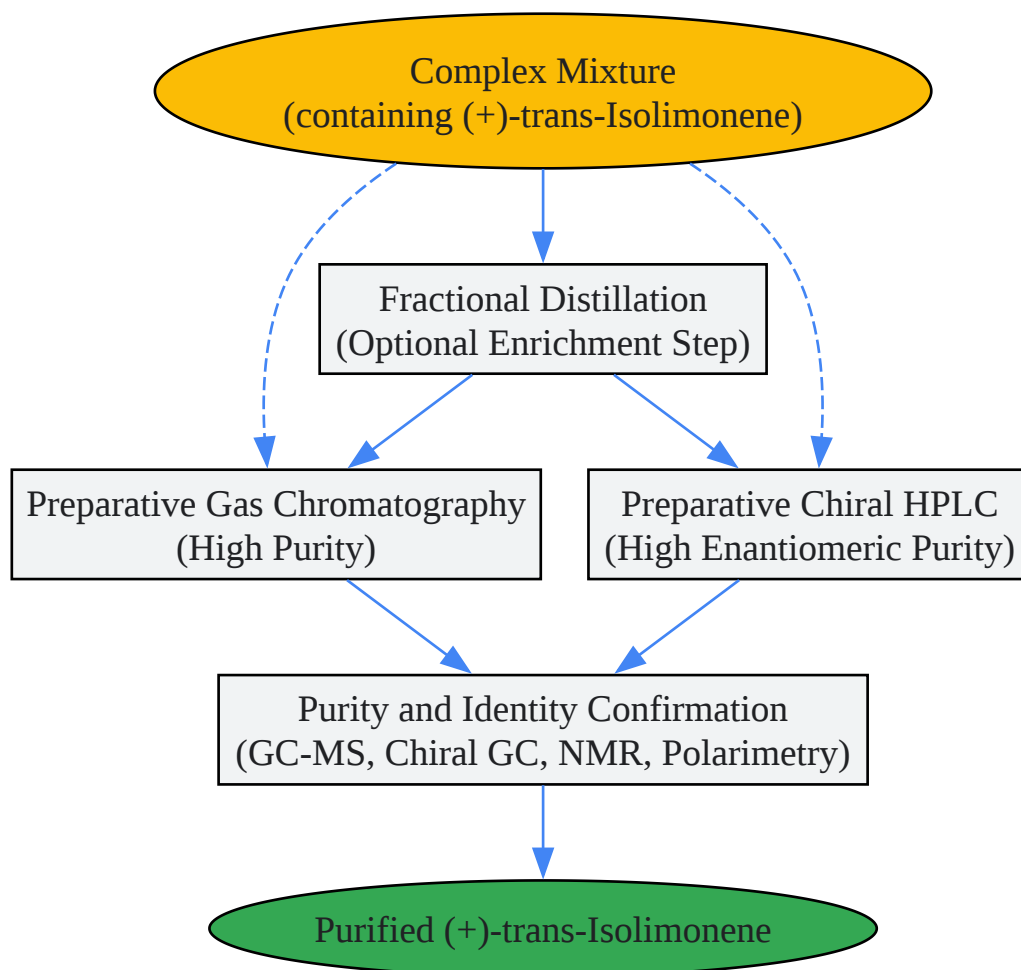 Complex Mixture
(containing (+)-trans-Isolimonene)
Fractional Distillation
(Optional Enrichment Step)
Preparative Gas Chromatography
(High Purity)
Preparative Chiral HPLC
(High Enantiomeric Purity)
Purity and Identity Confirmation
(GC-MS, Chiral GC, NMR, Polarimetry)
Purified (+)-trans-Isolimonene